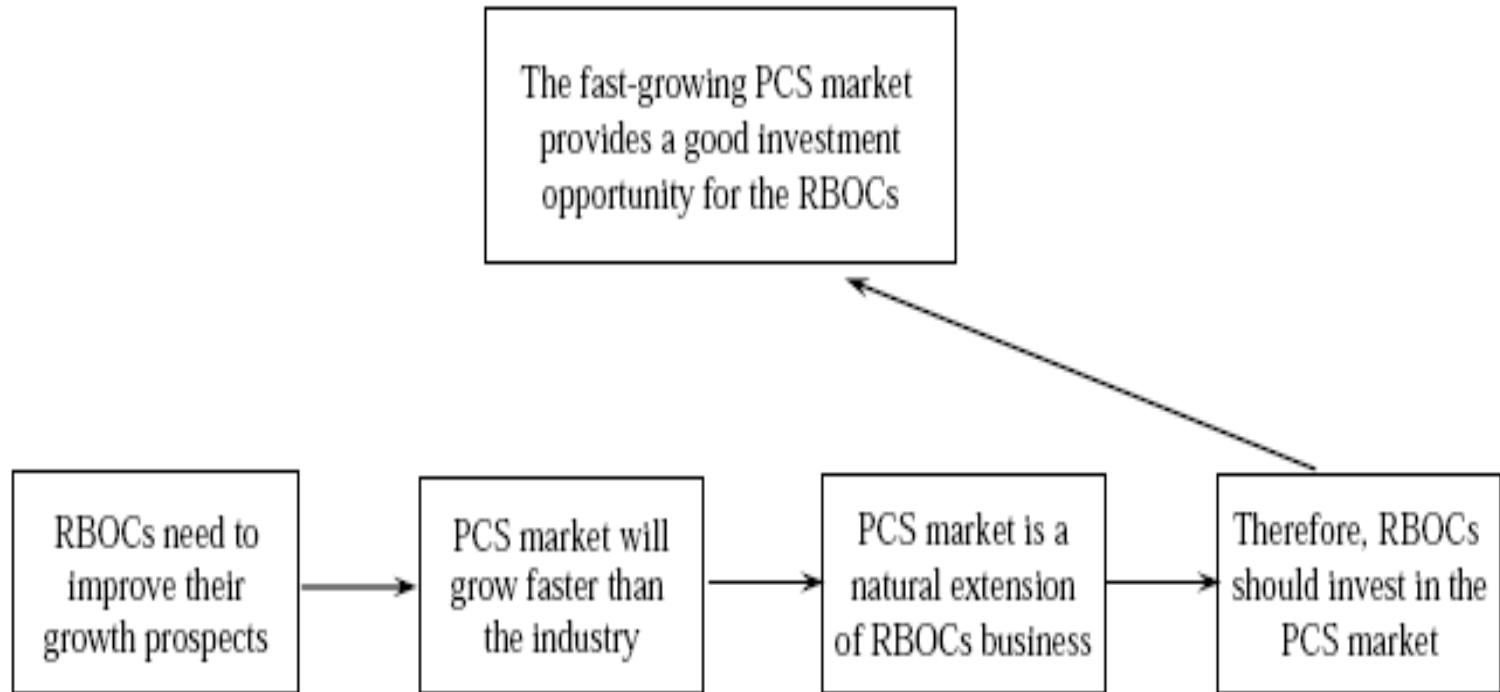 The fast-growing PCS market
provides a good investment
opportunity for the RBOCs
RBOCs need to
improve their
growth prospects
PCS market will
grow faster than
the industry
PCS market is a
natural extension
of RBOCs business
Therefore, RBOCs
should invest in the
PCS market